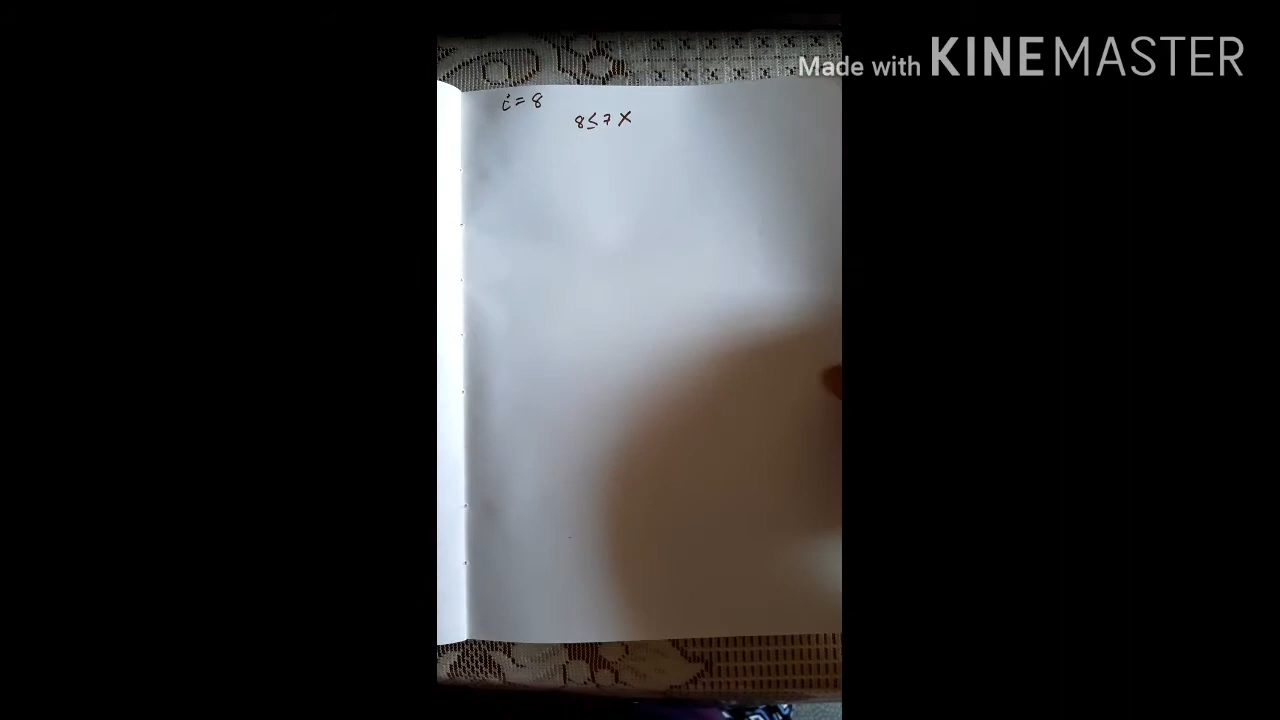 Made with KINEMASTER
i = 8
8 ≤ 7 X